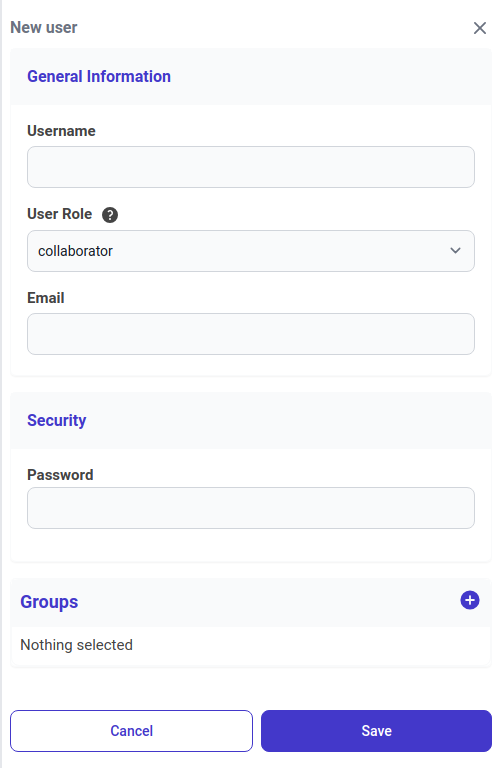 New user
General Information
Username
User Role ?
collaborator
Email
Security
Password
Groups
Nothing selected
Cancel
Save